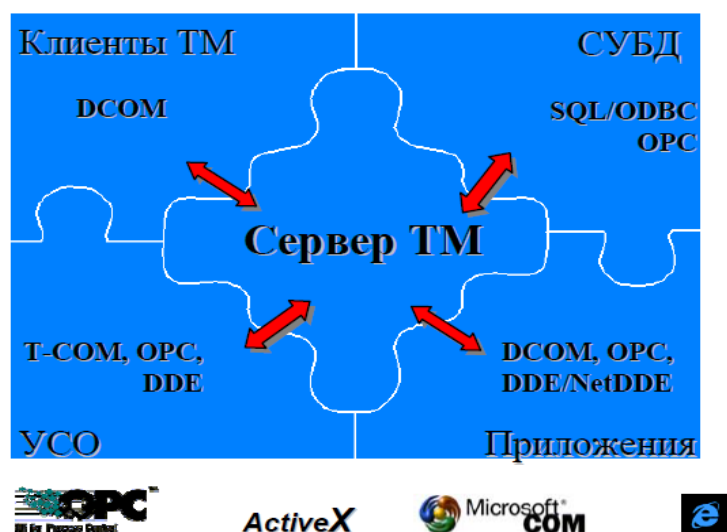 Клиенты ТМ
СУБД
DCOM
SQL/ODBC
OPC
Сервер ТМ
T-COM, OPC,
DDE
DCOM, OPC,
DDE/NetDDE
УСО
Приложения
OPC
ActiveX
Microsoft
COM